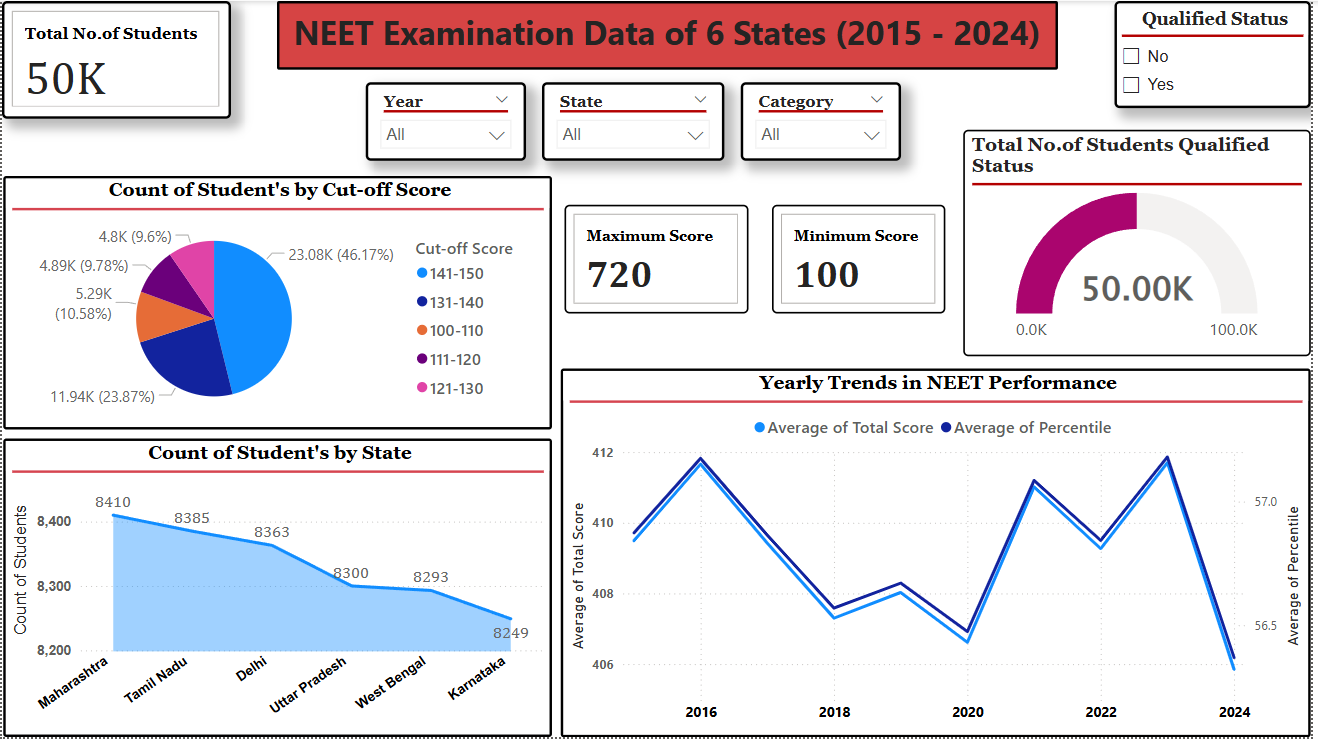 Total No.of Students
50K
NEET Examination Data of 6 States (2015 - 2024)
Qualified Status
No
Yes
Year
All
State
All
Category
All
Total No.of Students Qualified
Status
50.00K
0.0K
100.0K
Count of Student's by Cut-off Score
4.8K (9.6%)
4.89K (9.78%)
5.29K
(10.58%)
11.94K (23.87%)
23.08K (46.17%)
Cut-off Score
141-150
131-140
100-110
111-120
121-130
Maximum Score
720
Minimum Score
100
Count of Student's by State
Count of Students
8,400
8,300
8,200
8410
8385
8363
8300
8293
8249
Maharashtra
Tamil Nadu
Delhi
Uttar Pradesh
West Bengal
Karnataka
Yearly Trends in NEET Performance
Average of Total Score
Average of Percentile
Average of Total Score
412
410
408
406
57.0
56.5
Average of Percentile
2016
2018
2020
2022
2024